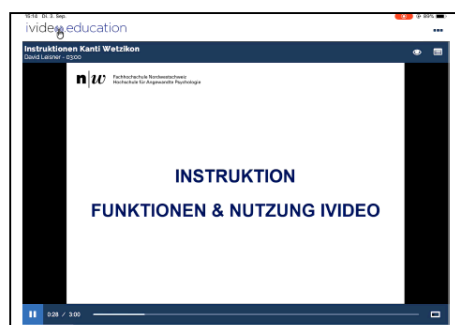 15:10 Di. 3. Sep.
89%
ivideo.education
Instruktionen Kanti Wetzikon
David Leisner - 03:00
n|w Fachhochschule Nordwestschweiz
Hochschule für Angewandte Psychologie
INSTRUKTION
FUNKTIONEN & NUTZUNG IVIDEO
0:28 / 3:00